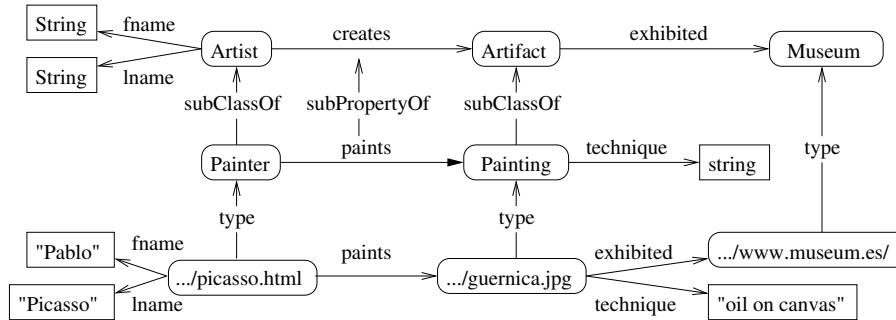 String
fname
creates
exhibited
Artist
Artifact
Museum
String
lname
subClassOf
subPropertyOf
subClassOf
Painter
paints
Painting
technique
string
type
type
type
"Pablo"
fname
paints
exhibited
.../www.museum.es/
.../picasso.html
.../guernica.jpg
"Picasso"
lname
technique
"oil on canvas"